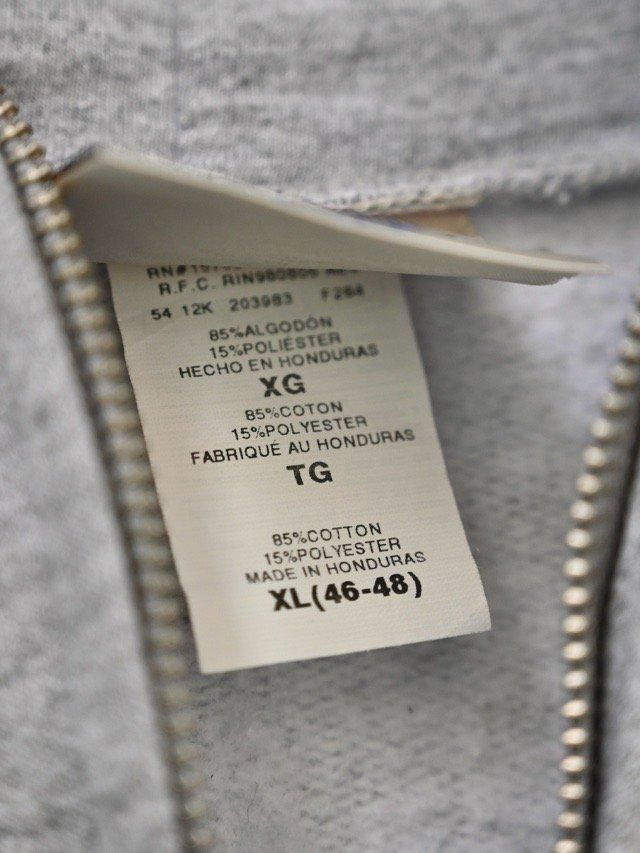 R.F.C. RIN980806
54 12K 203983 F264
85%ALGODÓN
15%POLIÉSTER
HECHO EN HONDURAS
XG
85%COTON
15%POLYESTER
FABRIQUÉ AU HONDURAS
TG
85%COTTON
15%POLYESTER
MADE IN HONDURAS
XL(46-48)